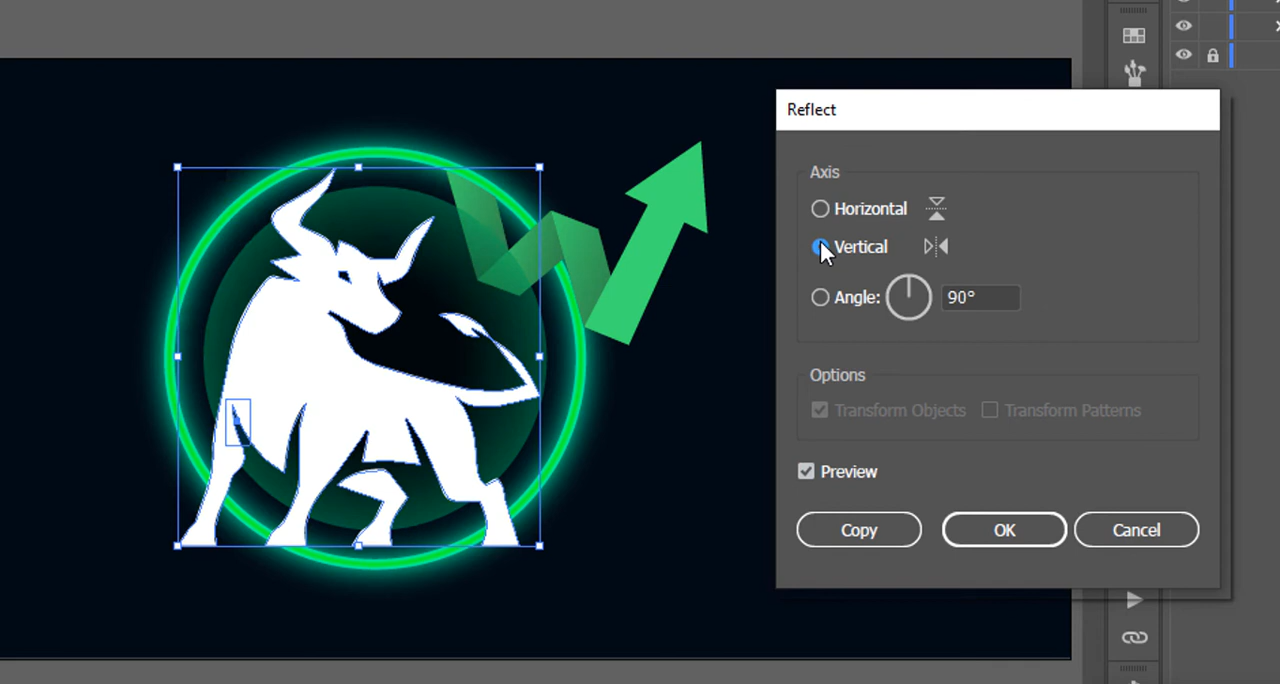 Reflect
Axis
Horizontal
Vertical
Angle: 90°
Options
Transform Objects Transform Patterns
Preview
Copy OK Cancel